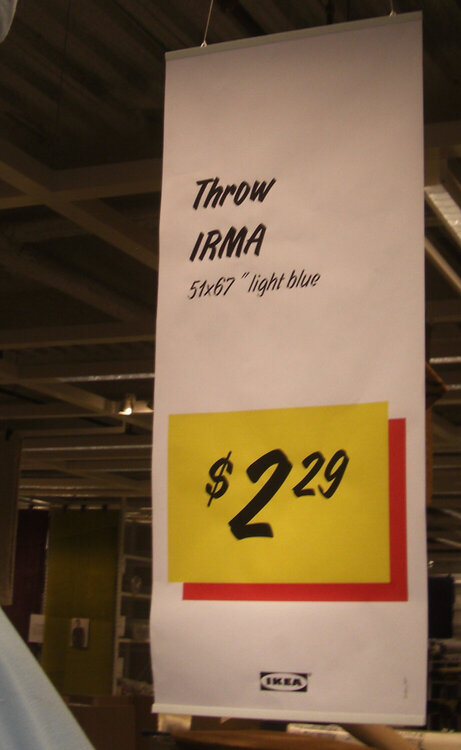 Throw
IRMA
51x67" light blue
$2 29
IKEA